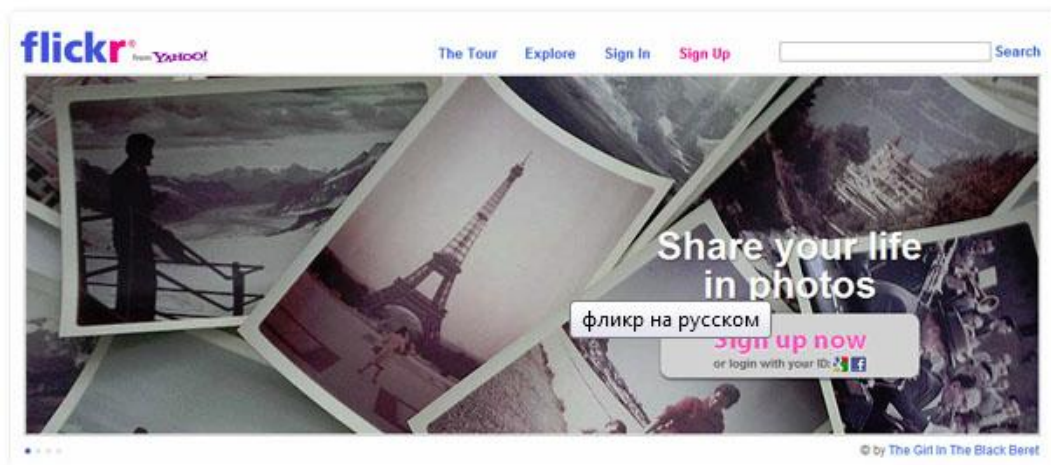 flickr® from YAHOO!
The Tour Explore Sign In Sign Up Search
Share your life
in photos
фликр на русском
Sign up now
or login with your ID:
© by The Girl In The Black Beret